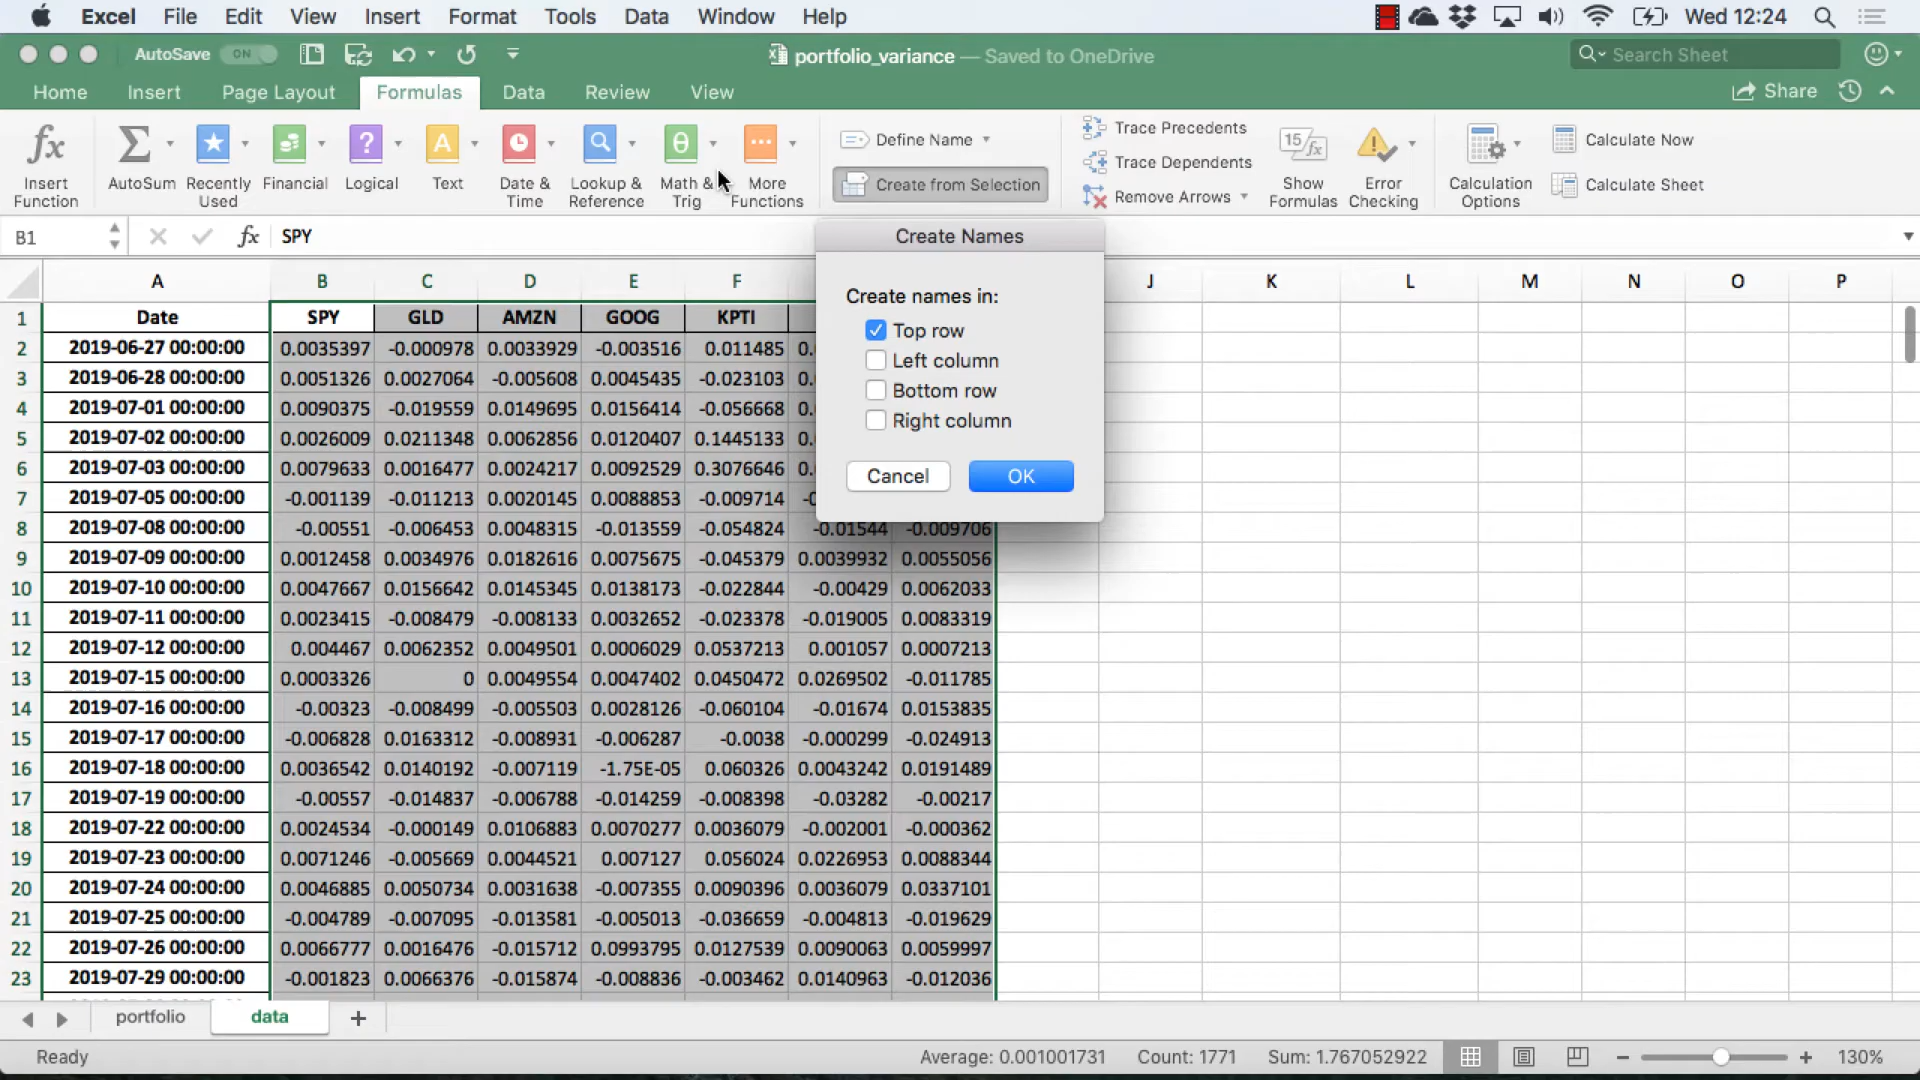 Excel File Edit View Insert Format Tools Data Window Help Wed 12:24
AutoSave ON portfolio_variance — Saved to OneDrive Search Sheet
Home Insert Page Layout Formulas Data Review View Share
Insert Function
AutoSum
Recently Used
Financial
Logical
Text
Date & Time
Lookup & Reference
Math & Trig
More Functions
Define Name
Create from Selection
Trace Precedents
Trace Dependents
Remove Arrows
Show Formulas
Error Checking
Calculation Options
Calculate Now
Calculate Sheet
B1 fx SPY
Create Names
Create names in:
Top row
Left column
Bottom row
Right column
Cancel OK
A B C D E F J K L M N O P
1 Date SPY GLD AMZN GOOG KPTI
2 2019-06-27 00:00:00 0.0035397 -0.000978 0.0033929 -0.003516 0.011485
3 2019-06-28 00:00:00 0.0051326 0.0027064 -0.005608 0.0045435 -0.023103
4 2019-07-01 00:00:00 0.0090375 -0.019559 0.0149695 0.0156414 -0.056668
5 2019-07-02 00:00:00 0.0026009 0.0211348 0.0062856 0.0120407 0.1445133
6 2019-07-03 00:00:00 0.0079633 0.0016477 0.0024217 0.0092529 0.3076646
7 2019-07-05 00:00:00 -0.001139 -0.011213 0.0020145 0.0088853 -0.009714
8 2019-07-08 00:00:00 -0.00551 -0.006453 0.0048315 -0.013559 -0.054824 -0.01544 -0.009706
9 2019-07-09 00:00:00 0.0012458 0.0034976 0.0182616 0.0075675 -0.045379 0.0039932 0.0055056
10 2019-07-10 00:00:00 0.0047667 0.0156642 0.0145345 0.0138173 -0.022844 -0.00429 0.0062033
11 2019-07-11 00:00:00 0.0023415 -0.008479 -0.008133 0.0032652 -0.023378 -0.019005 0.0083319
12 2019-07-12 00:00:00 0.004467 0.0062352 0.0049501 0.0006029 0.0537213 0.001057 0.0007213
13 2019-07-15 00:00:00 0.0003326 0 0.0049554 0.0047402 0.0450472 0.0269502 -0.011785
14 2019-07-16 00:00:00 -0.00323 -0.008499 -0.005503 0.0028126 -0.060104 -0.01674 0.0153835
15 2019-07-17 00:00:00 -0.006828 0.0163312 -0.008931 -0.006287 -0.0038 -0.000299 -0.024913
16 2019-07-18 00:00:00 0.0036542 0.0140192 -0.007119 -1.75E-05 0.060326 0.0043242 0.0191489
17 2019-07-19 00:00:00 -0.00557 -0.014837 -0.006788 -0.014259 -0.008398 -0.03282 -0.00217
18 2019-07-22 00:00:00 0.0024534 -0.000149 0.0106883 0.0070277 0.0036079 -0.002001 -0.000362
19 2019-07-23 00:00:00 0.0071246 -0.005669 0.0044521 0.007127 0.056024 0.0226953 0.0088344
20 2019-07-24 00:00:00 0.0046885 0.0050734 0.0031638 -0.007355 0.0090396 0.0036079 0.0337101
21 2019-07-25 00:00:00 -0.004789 -0.007095 -0.013581 -0.005013 -0.036659 -0.004813 -0.019629
22 2019-07-26 00:00:00 0.0066777 0.0016476 -0.015712 0.0993795 0.0127539 0.0090063 0.0059997
23 2019-07-29 00:00:00 -0.001823 0.0066376 -0.015874 -0.008836 -0.003462 0.0140963 -0.012036
portfolio data +
Ready Average: 0.001001731 Count: 1771 Sum: 1.767052922 130%